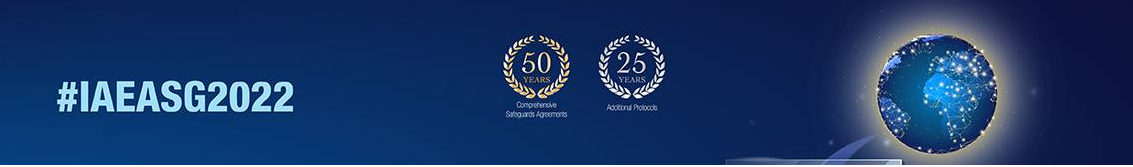 #IAEASG2022
50
YEARS
Comprehensive
Safeguards Agreements
25
YEARS
Additional Protocols